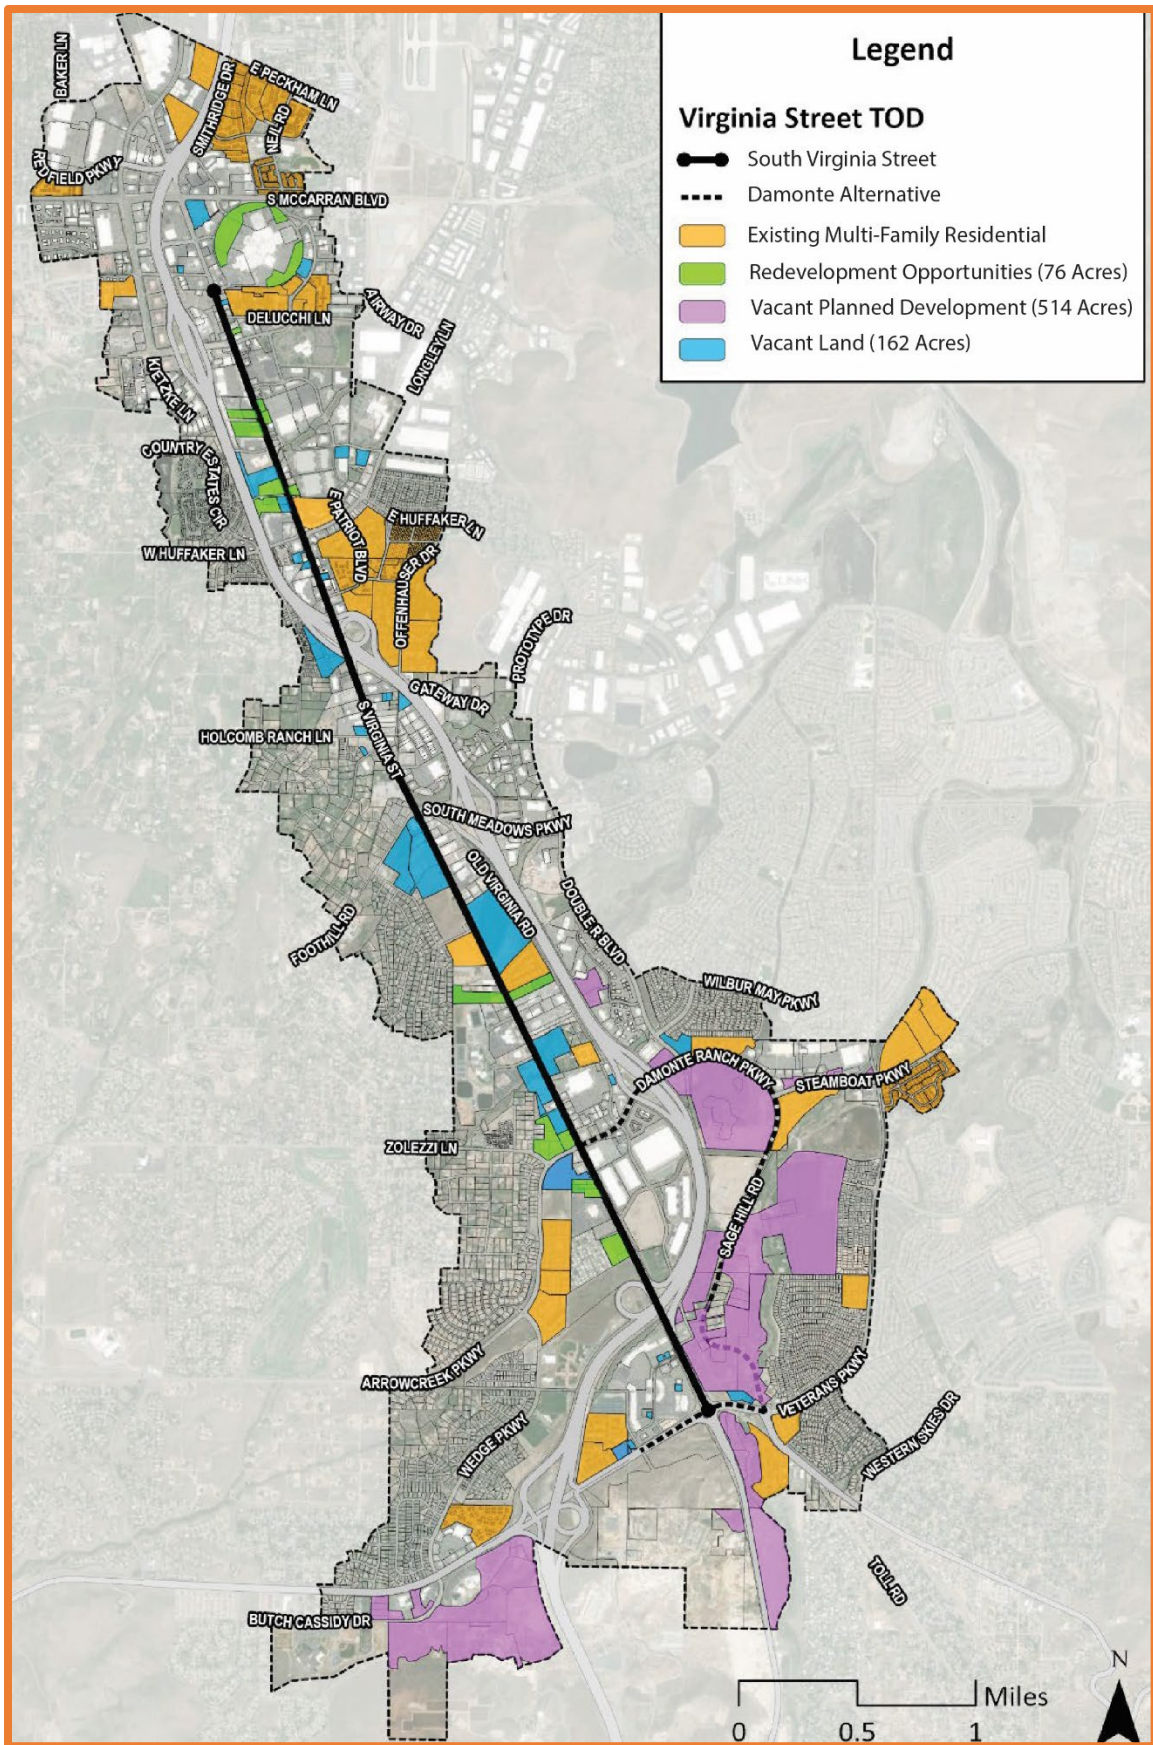 Legend
Virginia Street TOD
South Virginia Street
Damonte Alternative
Existing Multi-Family Residential
Redevelopment Opportunities (76 Acres)
Vacant Planned Development (514 Acres)
Vacant Land (162 Acres)
BAKER LN
SMITHRIDGE DR
E PECKHAM LN
NEIL RD
REDFIELD PKWY
S MCCARRAN BLVD
DELUCCHI LN
AIRWAY DR
LONGLEY LN
KIETZKE LN
COUNTRY ESTATES CIR
W HUFFAKER LN
E PATRIOT BLVD
E HUFFAKER LN
OFFENHAUSER DR
PROTOTYPE DR
GATEWAY DR
HOLCOMB RANCH LN
S VIRGINIA ST
SOUTH MEADOWS PKWY
OLD VIRGINIA RD
DOUBLE R BLVD
FOOTHILL RD
WILBUR MAY PKWY
DAMONTE RANCH PKWY
STEAMBOAT PKWY
ZOLEZZI LN
SAGE HILL RD
ARROWCREEK PKWY
VETERANS PKWY
WESTERN SKIES DR
WEDGE PKWY
TOLL RD
BUTCH CASSIDY DR
N
Miles
0 0.5 1